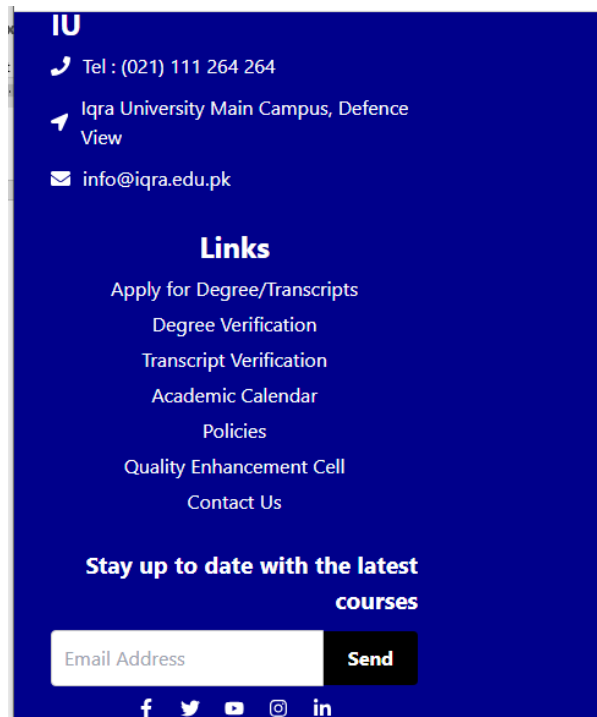 IU
Tel : (021) 111 264 264
Iqra University Main Campus, Defence
View
info@iqra.edu.pk
Links
Apply for Degree/Transcripts
Degree Verification
Transcript Verification
Academic Calendar
Policies
Quality Enhancement Cell
Contact Us
Stay up to date with the latest
courses
Email Address
Send